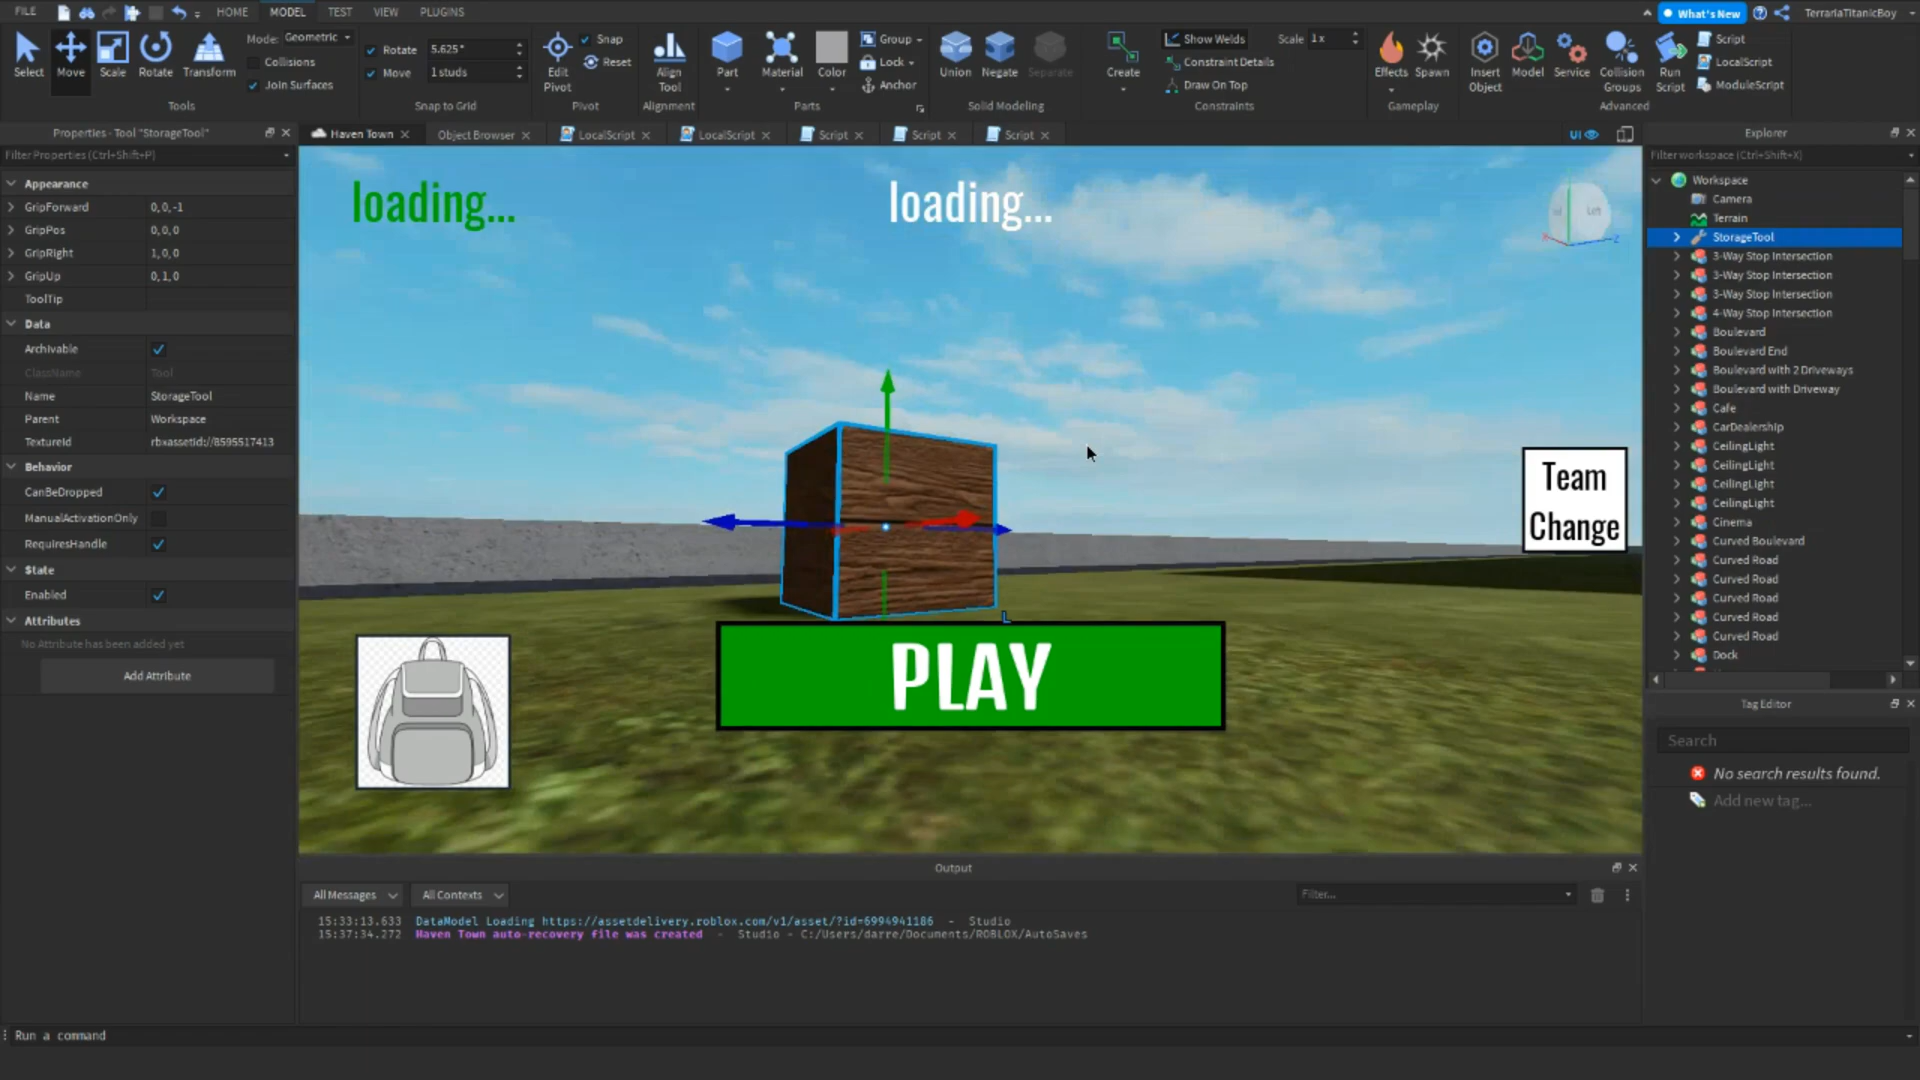 FILE
HOME
MODEL
TEST
VIEW
PLUGINS
What's New
TerrariaTitanicBoy
Select
Move
Scale
Rotate
Transform
Mode: Geometric
Collisions
Join Surfaces
Tools
Rotate 5.625°
Move 1 studs
Snap to Grid
Edit Pivot
Snap
Reset
Pivot
Align Tool
Alignment
Part
Material
Color
Group
Lock
Anchor
Parts
Union
Negate
Separate
Solid Modeling
Create
Show Welds
Scale 1 x
Constraint Details
Draw On Top
Constraints
Effects
Spawn
Gameplay
Insert Object
Model
Service
Collision Groups
Run Script
Script
LocalScript
ModuleScript
Advanced
Properties - Tool "StorageTool"
Filter Properties (Ctrl+Shift+P)
Appearance
GripForward 0, 0, -1
GripPos 0, 0, 0
GripRight 1, 0, 0
GripUp 0, 1, 0
ToolTip
Data
Archivable
ClassName Tool
Name StorageTool
Parent Workspace
TextureId rbxassetid://8595517413
Behavior
CanBeDropped
ManualActivationOnly
RequiresHandle
State
Enabled
Attributes
No Attribute has been added yet
Add Attribute
Haven Town
Object Browser
LocalScript
LocalScript
Script
Script
Script
UI
loading...
loading...
Left
X
Z
Team
Change
L
PLAY
Output
All Messages
All Contexts
Filter...
15:33:13.633 DataModel Loading https://assetdelivery.roblox.com/v1/asset/?id=6994941186 - Studio
15:37:34.272 Haven Town auto-recovery file was created - Studio - C:/Users/darre/Documents/ROBLOX/AutoSaves
Explorer
Filter workspace (Ctrl+Shift+X)
Workspace
Camera
Terrain
StorageTool
3-Way Stop Intersection
3-Way Stop Intersection
3-Way Stop Intersection
4-Way Stop Intersection
Boulevard
Boulevard End
Boulevard with 2 Driveways
Boulevard with Driveway
Cafe
CarDealership
CeilingLight
CeilingLight
CeilingLight
CeilingLight
Cinema
Curved Boulevard
Curved Road
Curved Road
Curved Road
Curved Road
Curved Road
Dock
Tag Editor
Search
No search results found.
Add new tag...
Run a command